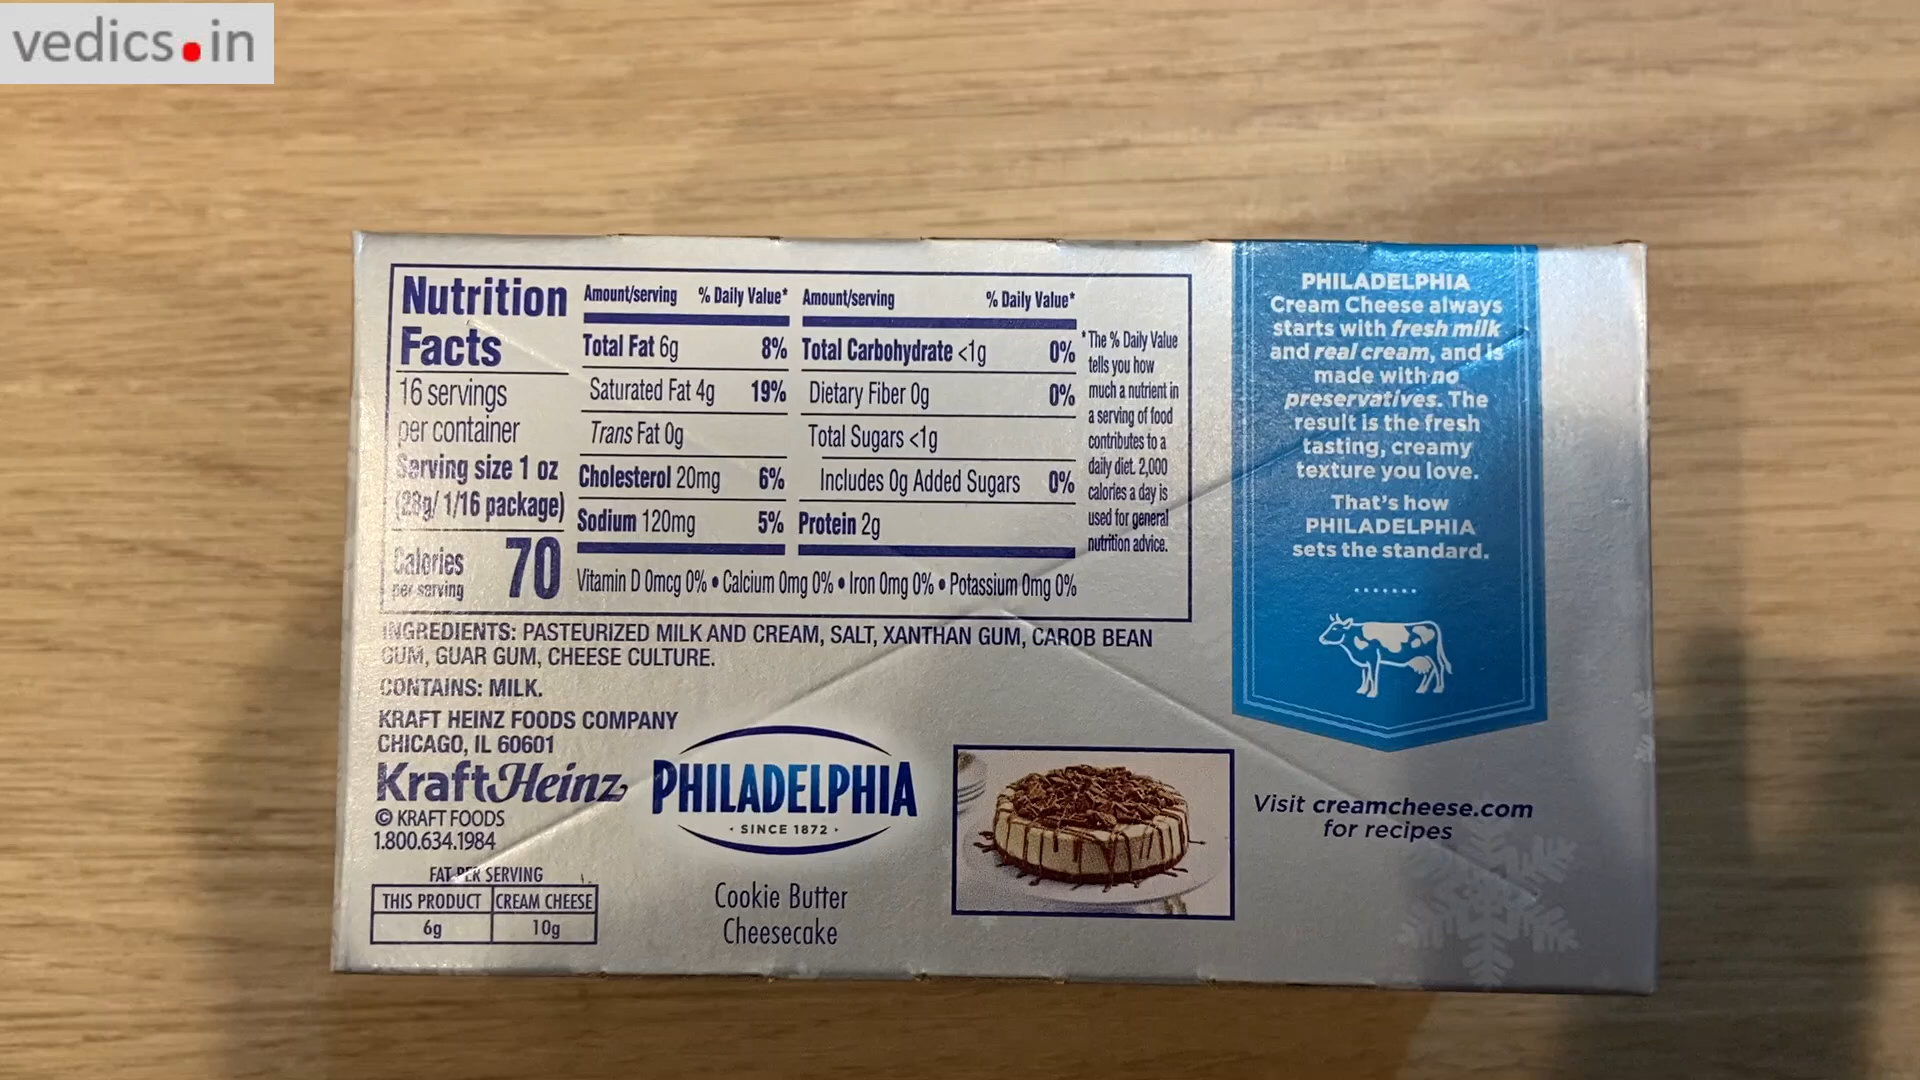 vedics.in
Nutrition
Facts
16 servings
per container
Serving size 1 oz
(28g/ 1/16 package)
Calories
per serving
70
Amount/serving % Daily Value*
Total Fat 6g 8%
Saturated Fat 4g 19%
Trans Fat 0g
Cholesterol 20mg 6%
Sodium 120mg 5%
Amount/serving % Daily Value*
Total Carbohydrate <1g 0%
Dietary Fiber 0g 0%
Total Sugars <1g
Includes 0g Added Sugars 0%
Protein 2g
Vitamin D 0mcg 0% • Calcium 0mg 0% • Iron 0mg 0% • Potassium 0mg 0%
*The % Daily Value
tells you how
much a nutrient in
a serving of food
contributes to a
daily diet. 2,000
calories a day is
used for general
nutrition advice.
INGREDIENTS: PASTEURIZED MILK AND CREAM, SALT, XANTHAN GUM, CAROB BEAN
GUM, GUAR GUM, CHEESE CULTURE.
CONTAINS: MILK.
KRAFT HEINZ FOODS COMPANY
CHICAGO, IL 60601
KraftHeinz
© KRAFT FOODS
1.800.634.1984
FAT PER SERVING
THIS PRODUCT CREAM CHEESE
6g 10g
PHILADELPHIA
• SINCE 1872 •
Cookie Butter
Cheesecake
PHILADELPHIA
Cream Cheese always
starts with fresh milk
and real cream, and is
made with no
preservatives. The
result is the fresh
tasting, creamy
texture you love.
That's how
PHILADELPHIA
sets the standard.
Visit creamcheese.com
for recipes